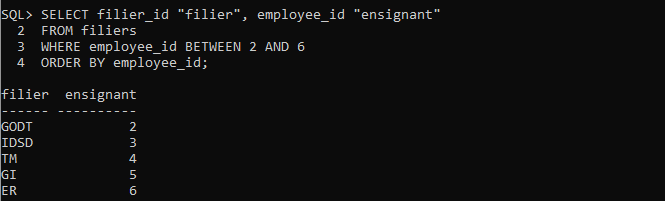 SQL> SELECT filier_id "filier", employee_id "ensignant"
2 FROM filiers
3 WHERE employee_id BETWEEN 2 AND 6
4 ORDER BY employee_id;
filier ensignant
------ ----------
GODT 2
IDSD 3
TM 4
GI 5
ER 6